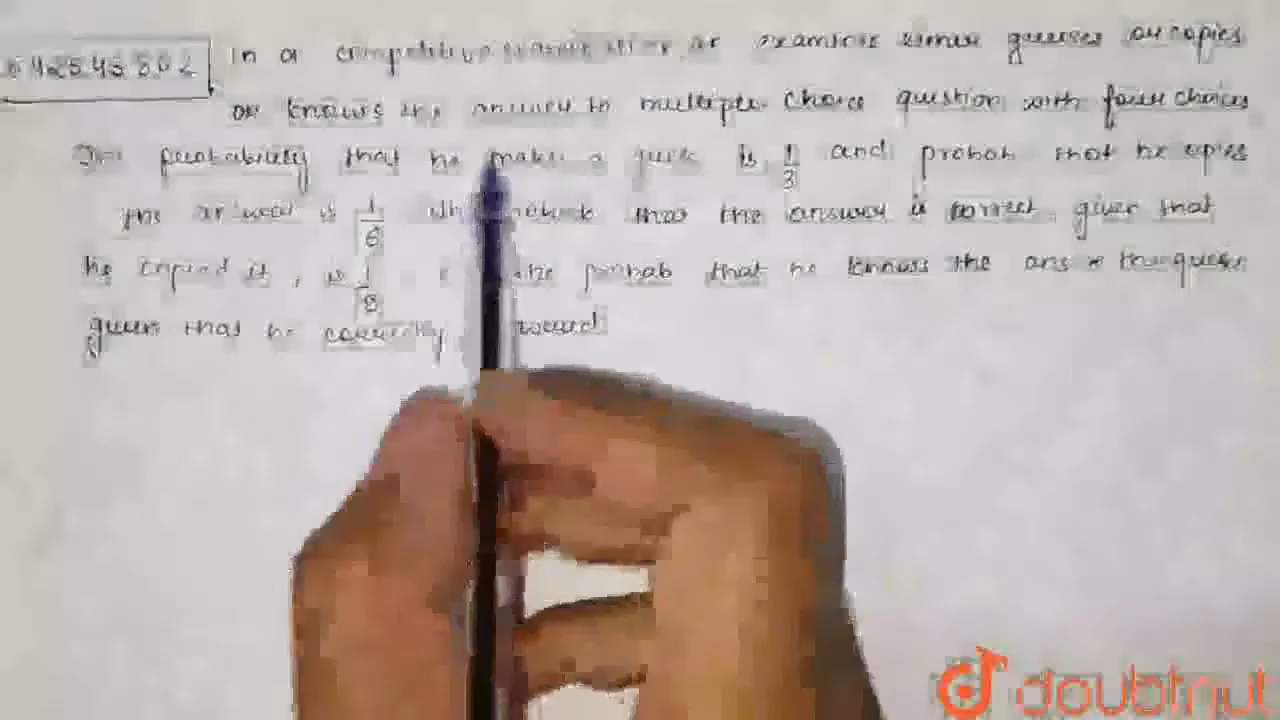 In a competitive examination an examinee either guesses or copies
or knows the answer to multiple choice question with four choices
The probability that he makes a guess is 1/3 and probab that he copies
the answer is 1/6 The probab that the answer is correct, given that
he copied it, is 1/8. the probab that he knows the ans the ques
given that he correctly
doubtnut